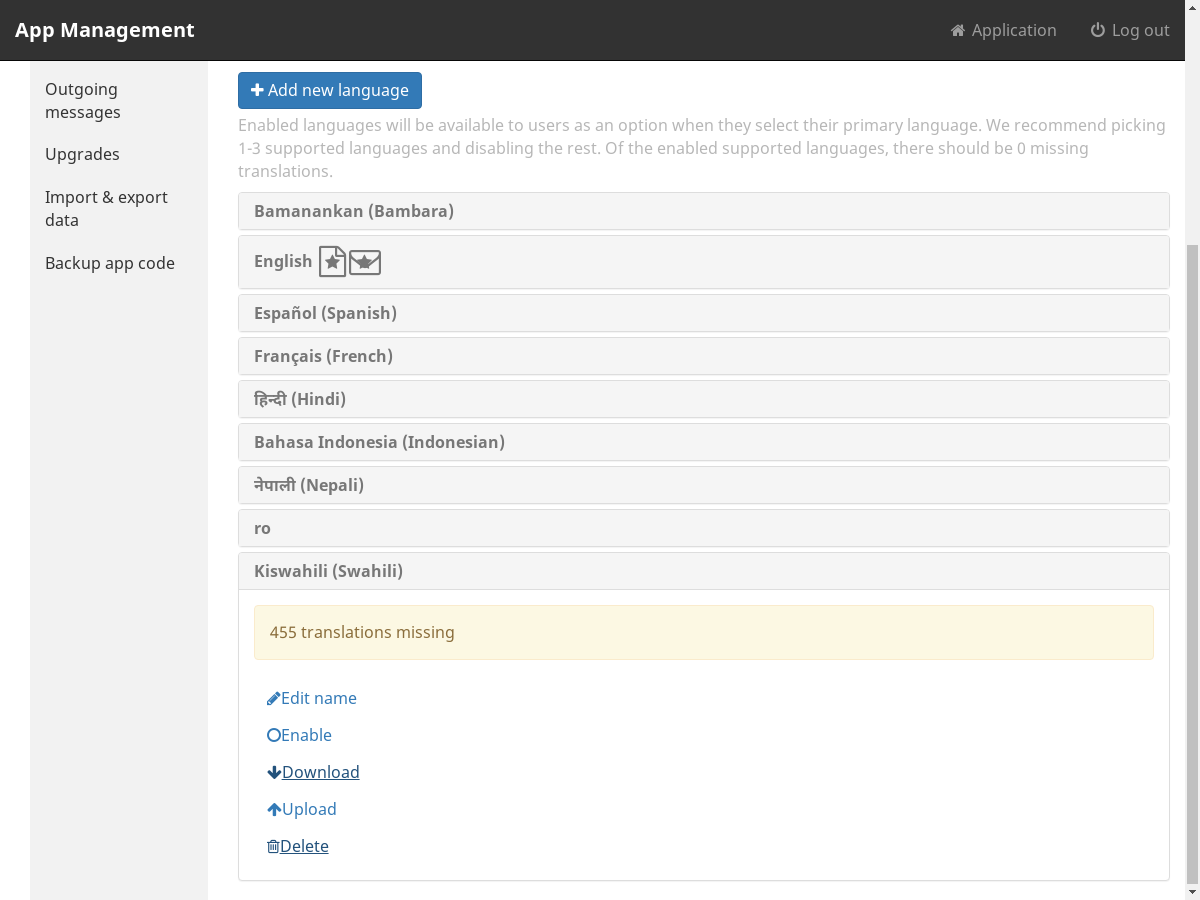 App Management
Application
Log out
Outgoing
messages
Upgrades
Import & export
data
Backup app code
Add new language
Enabled languages will be available to users as an option when they select their primary language. We recommend picking
1-3 supported languages and disabling the rest. Of the enabled supported languages, there should be 0 missing
translations.
Bamanankan (Bambara)
English
Español (Spanish)
Français (French)
हिन्दी (Hindi)
Bahasa Indonesia (Indonesian)
नेपाली (Nepali)
ro
Kiswahili (Swahili)
455 translations missing
Edit name
Enable
Download
Upload
Delete